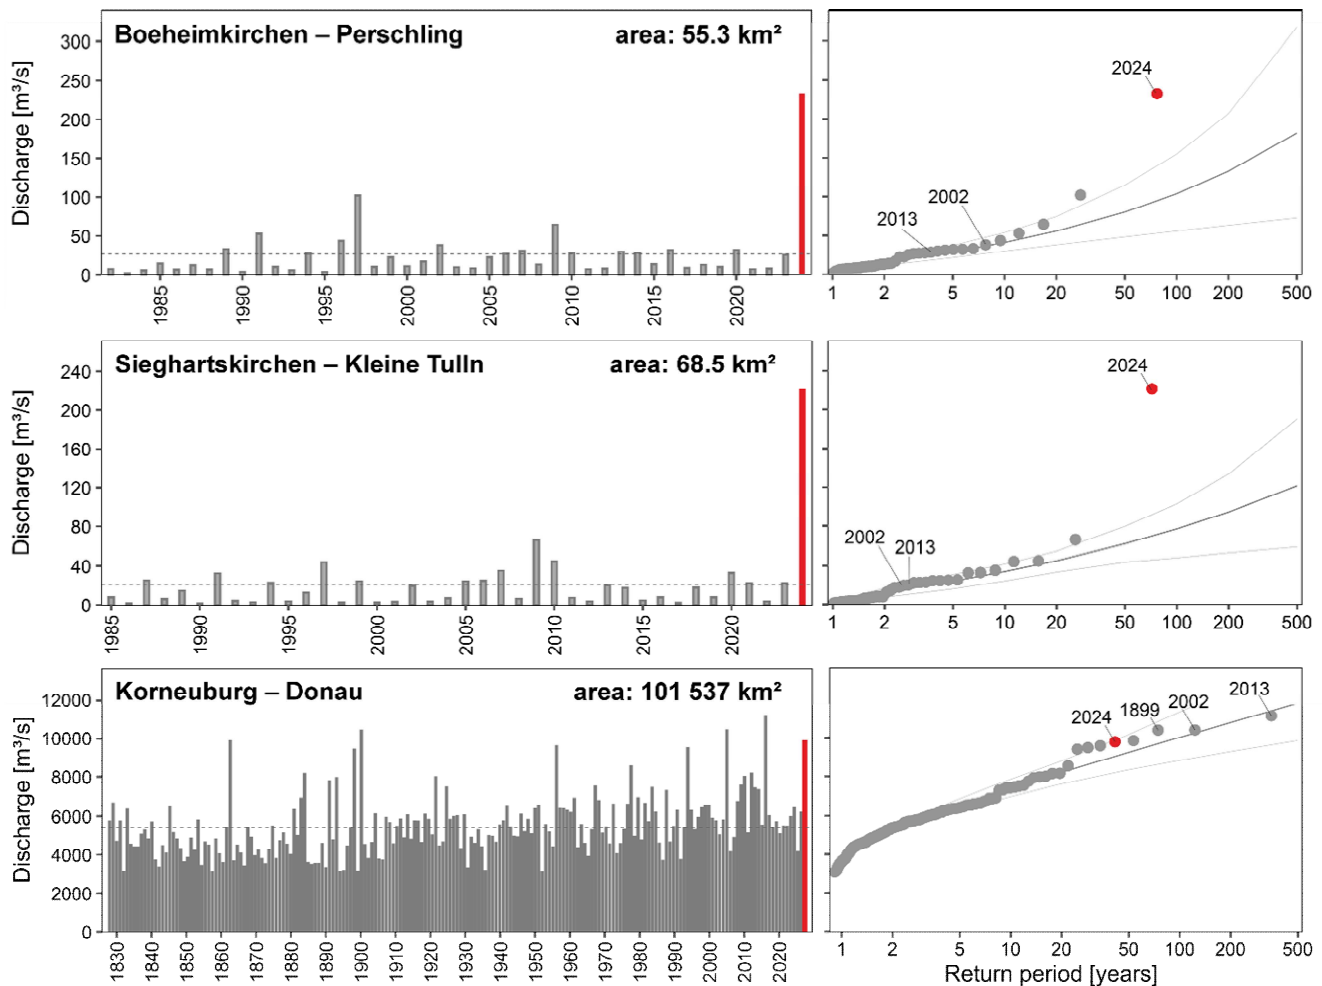 Boeheimkirchen – Perschling area: 55.3 km²
Discharge [m³/s]
300
250
200
150
100
50
0
1985 1990 1995 2000 2005 2010 2015 2020
2024
2002
2013
1 2 5 10 20 50 100 200 500
Sieghartskirchen – Kleine Tulln area: 68.5 km²
Discharge [m³/s]
240
200
160
120
80
40
0
1985 1990 1995 2000 2005 2010 2015 2020
2024
2002 2013
1 2 5 10 20 50 100 200 500
Korneuburg – Donau area: 101 537 km²
Discharge [m³/s]
12000
10000
8000
6000
4000
2000
0
1830 1840 1850 1860 1870 1880 1890 1900 1910 1920 1930 1940 1950 1960 1970 1980 1990 2000 2010 2020
2024 1899 2002 2013
1 2 5 10 20 50 100 200 500
Return period [years]